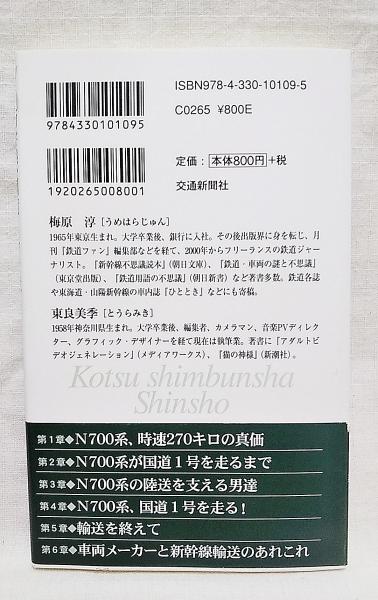 ISBN978-4-330-10109-5
C0265 ¥800E
9784330101095
定価：本体800円+税
交通新聞社
1920265008001
梅原 淳［うめはらじゅん］
1965年東京生まれ。大学卒業後、銀行に入社。その後出版界に身を転じ、月
刊『鉄道ファン』編集部などを経て、2000年からフリーランスの鉄道ジャー
ナリスト。『新幹線不思議読本』（朝日文庫）、『鉄道・車両の謎と不思議』
（東京堂出版）、『鉄道用語の不思議』（朝日新書）など著書多数。鉄道各誌
や東海道・山陽新幹線の車内誌『ひととき』などにも寄稿。
東良美季［とうらみき］
1958年神奈川県生まれ。大学卒業後、編集者、カメラマン、音楽PVディレク
ター、グラフィック・デザイナーを経て現在は執筆業。著書に『アダルトビ
デオジェネレーション』（メディアワークス）、『猫の神様』（新潮社）。
Kotsu shimbunsha
Shinsho
第1章◆N700系、時速270キロの真価
第2章◆N700系が国道1号を走るまで
第3章◆N700系の陸送を支える男達
第4章◆N700系、国道1号を走る！
第5章◆輸送を終えて
第6章◆車両メーカーと新幹線輸送のあれこれ